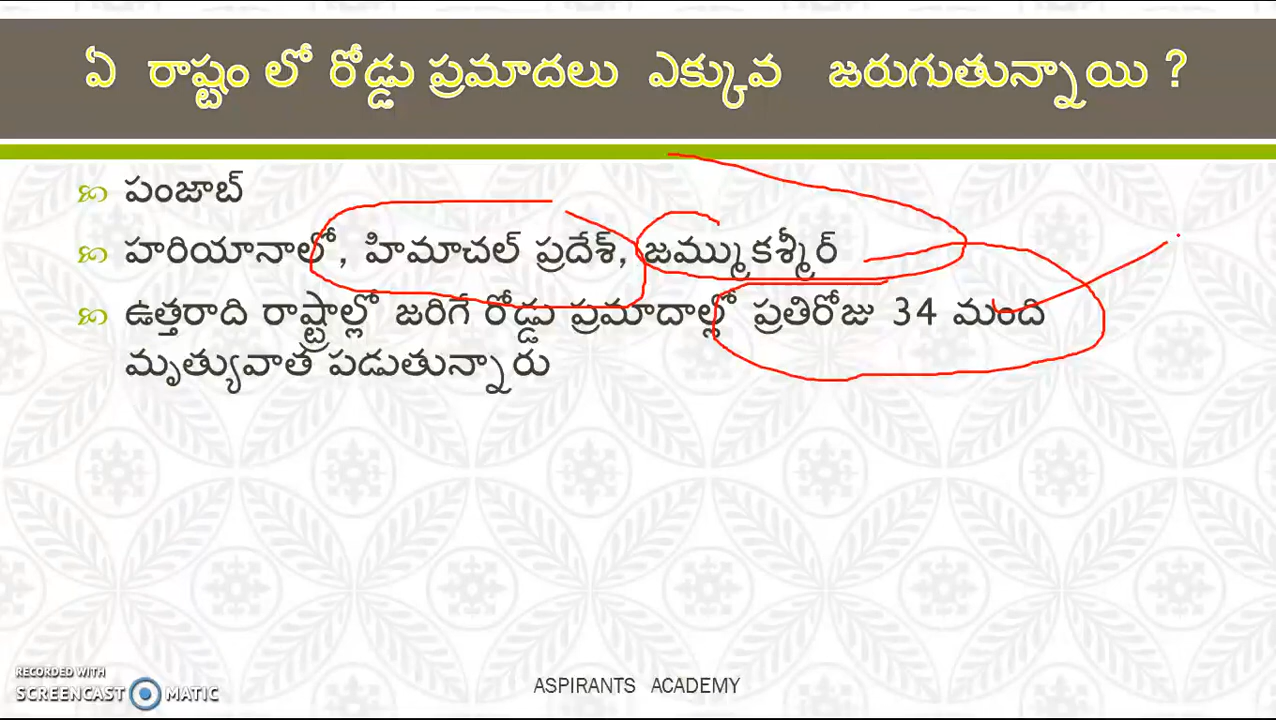 ఏ రాష్టం లో రోడ్డు ప్రమాదలు ఎక్కువ జరుగుతున్నాయి ?
పంజాబ్
హరియానాలో, హిమాచల్ ప్రదేశ్, జమ్ముకశ్మీర్
ఉత్తరాది రాష్ట్రాల్లో జరిగే రోడ్డు ప్రమాదాల్లో ప్రతిరోజు 34 మంది
మృత్యువాత పడుతున్నారు
RECORDED WITH
SCREENCAST MATIC
ASPIRANTS ACADEMY